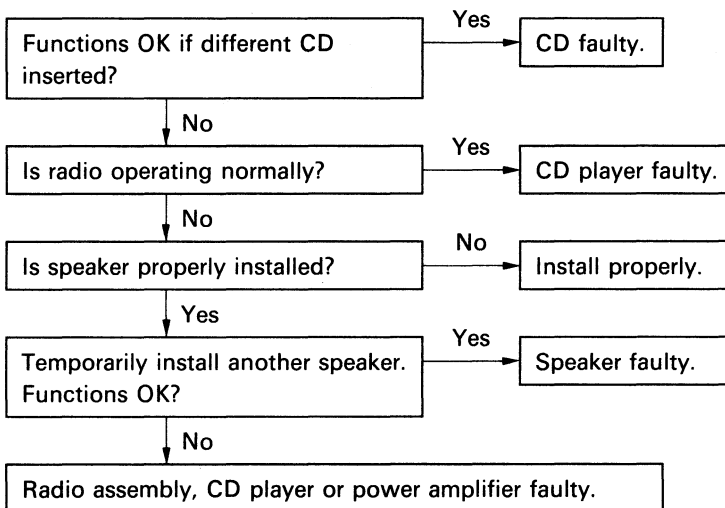 Functions OK if different CD
inserted?
Yes
CD faulty.
No
Is radio operating normally?
Yes
CD player faulty.
No
Is speaker properly installed?
No
Install properly.
Yes
Temporarily install another speaker.
Functions OK?
Yes
Speaker faulty.
No
Radio assembly, CD player or power amplifier faulty.